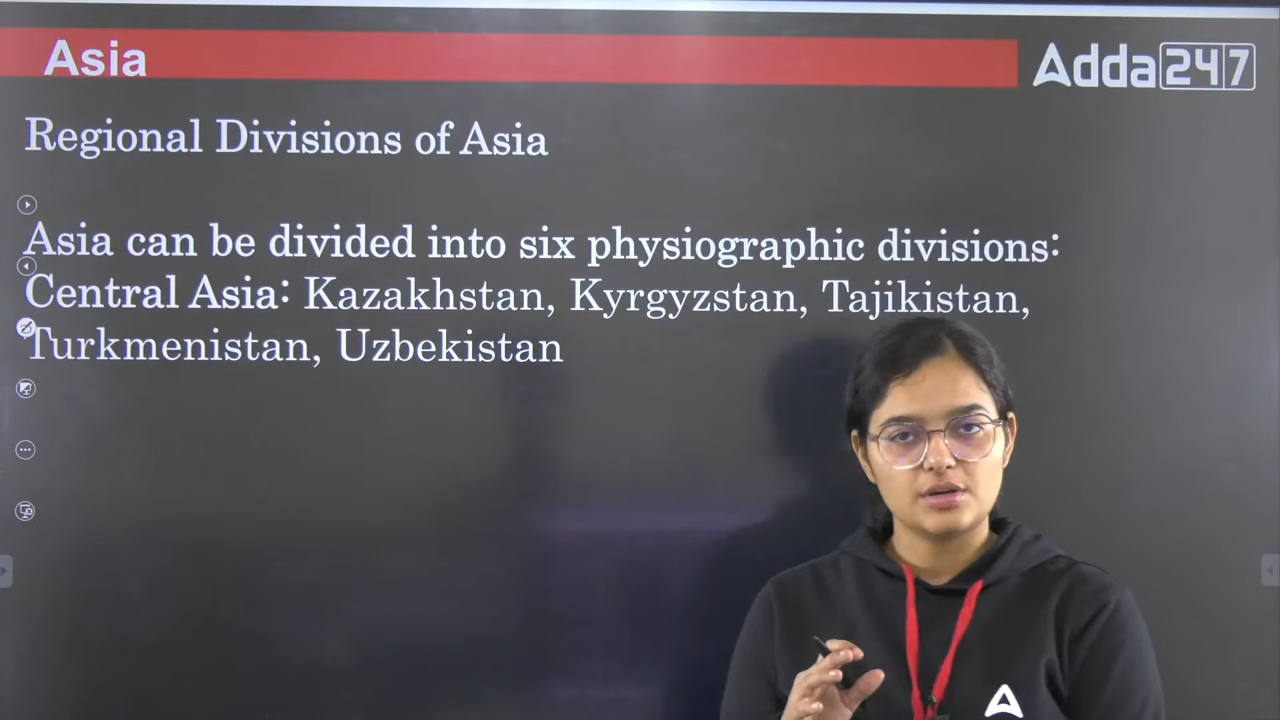 Asia
Adda247
Regional Divisions of Asia
Asia can be divided into six physiographic divisions:
Central Asia: Kazakhstan, Kyrgyzstan, Tajikistan,
Turkmenistan, Uzbekistan